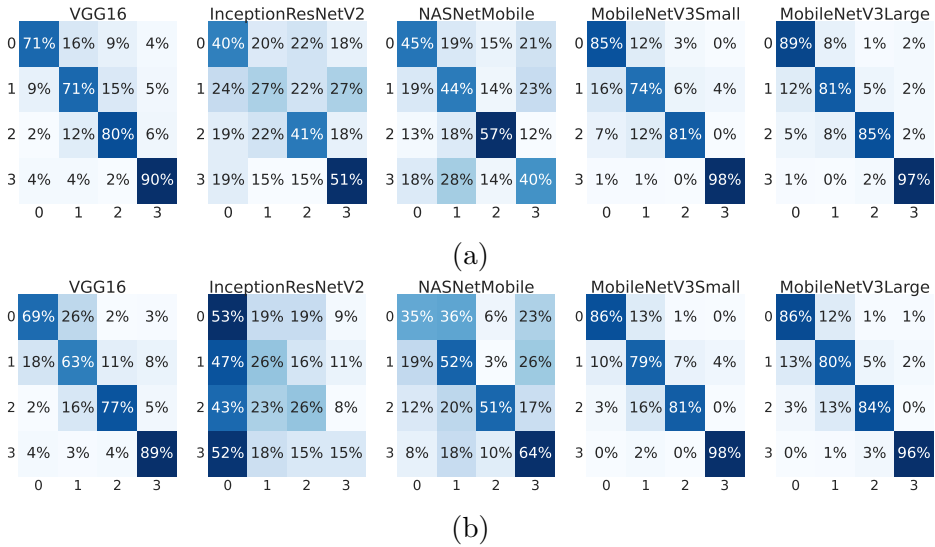 VGG16 InceptionResNetV2 NASNetMobile MobileNetV3Small MobileNetV3Large
0 71% 16% 9% 4% 0 40% 20% 22% 18% 0 45% 19% 15% 21% 0 85% 12% 3% 0% 0 89% 8% 1% 2%
1 9% 71% 15% 5% 1 24% 27% 22% 27% 1 19% 44% 14% 23% 1 16% 74% 6% 4% 1 12% 81% 5% 2%
2 2% 12% 80% 6% 2 19% 22% 41% 18% 2 13% 18% 57% 12% 2 7% 12% 81% 0% 2 5% 8% 85% 2%
3 4% 4% 2% 90% 3 19% 15% 15% 51% 3 18% 28% 14% 40% 3 1% 1% 0% 98% 3 1% 0% 2% 97%
0 1 2 3 0 1 2 3 0 1 2 3 0 1 2 3 0 1 2 3
(a)
VGG16 InceptionResNetV2 NASNetMobile MobileNetV3Small MobileNetV3Large
0 69% 26% 2% 3% 0 53% 19% 19% 9% 0 35% 36% 6% 23% 0 86% 13% 1% 0% 0 86% 12% 1% 1%
1 18% 63% 11% 8% 1 47% 26% 16% 11% 1 19% 52% 3% 26% 1 10% 79% 7% 4% 1 13% 80% 5% 2%
2 2% 16% 77% 5% 2 43% 23% 26% 8% 2 12% 20% 51% 17% 2 3% 16% 81% 0% 2 3% 13% 84% 0%
3 4% 3% 4% 89% 3 52% 18% 15% 15% 3 8% 18% 10% 64% 3 0% 2% 0% 98% 3 0% 1% 3% 96%
0 1 2 3 0 1 2 3 0 1 2 3 0 1 2 3 0 1 2 3
(b)